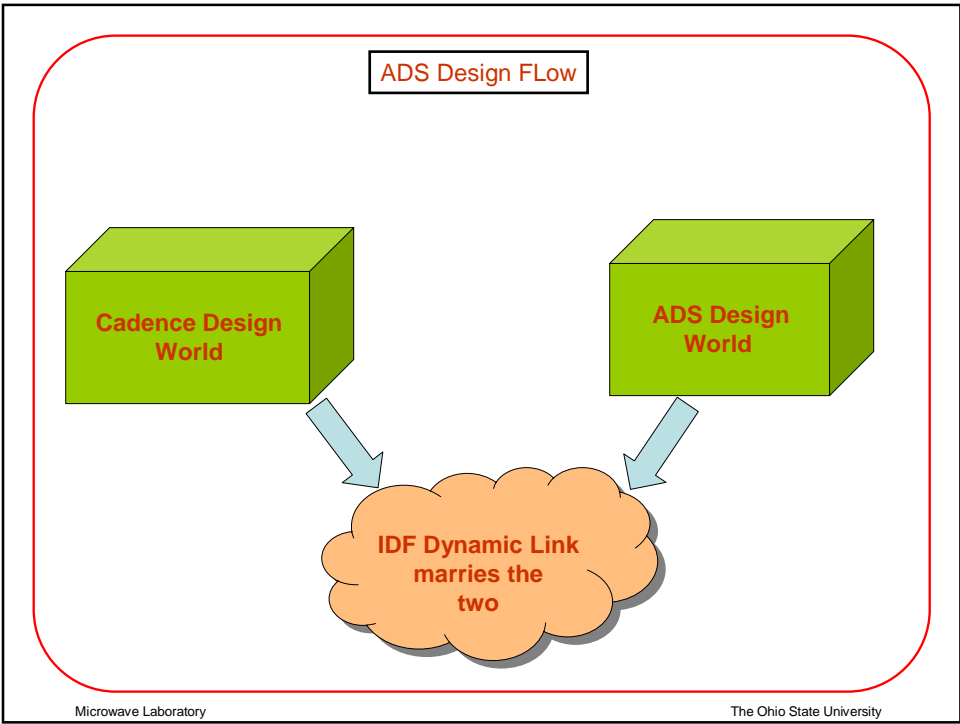 ADS Design FLow
Cadence Design
World
ADS Design
World
IDF Dynamic Link
marries the
two
Microwave Laboratory
The Ohio State University